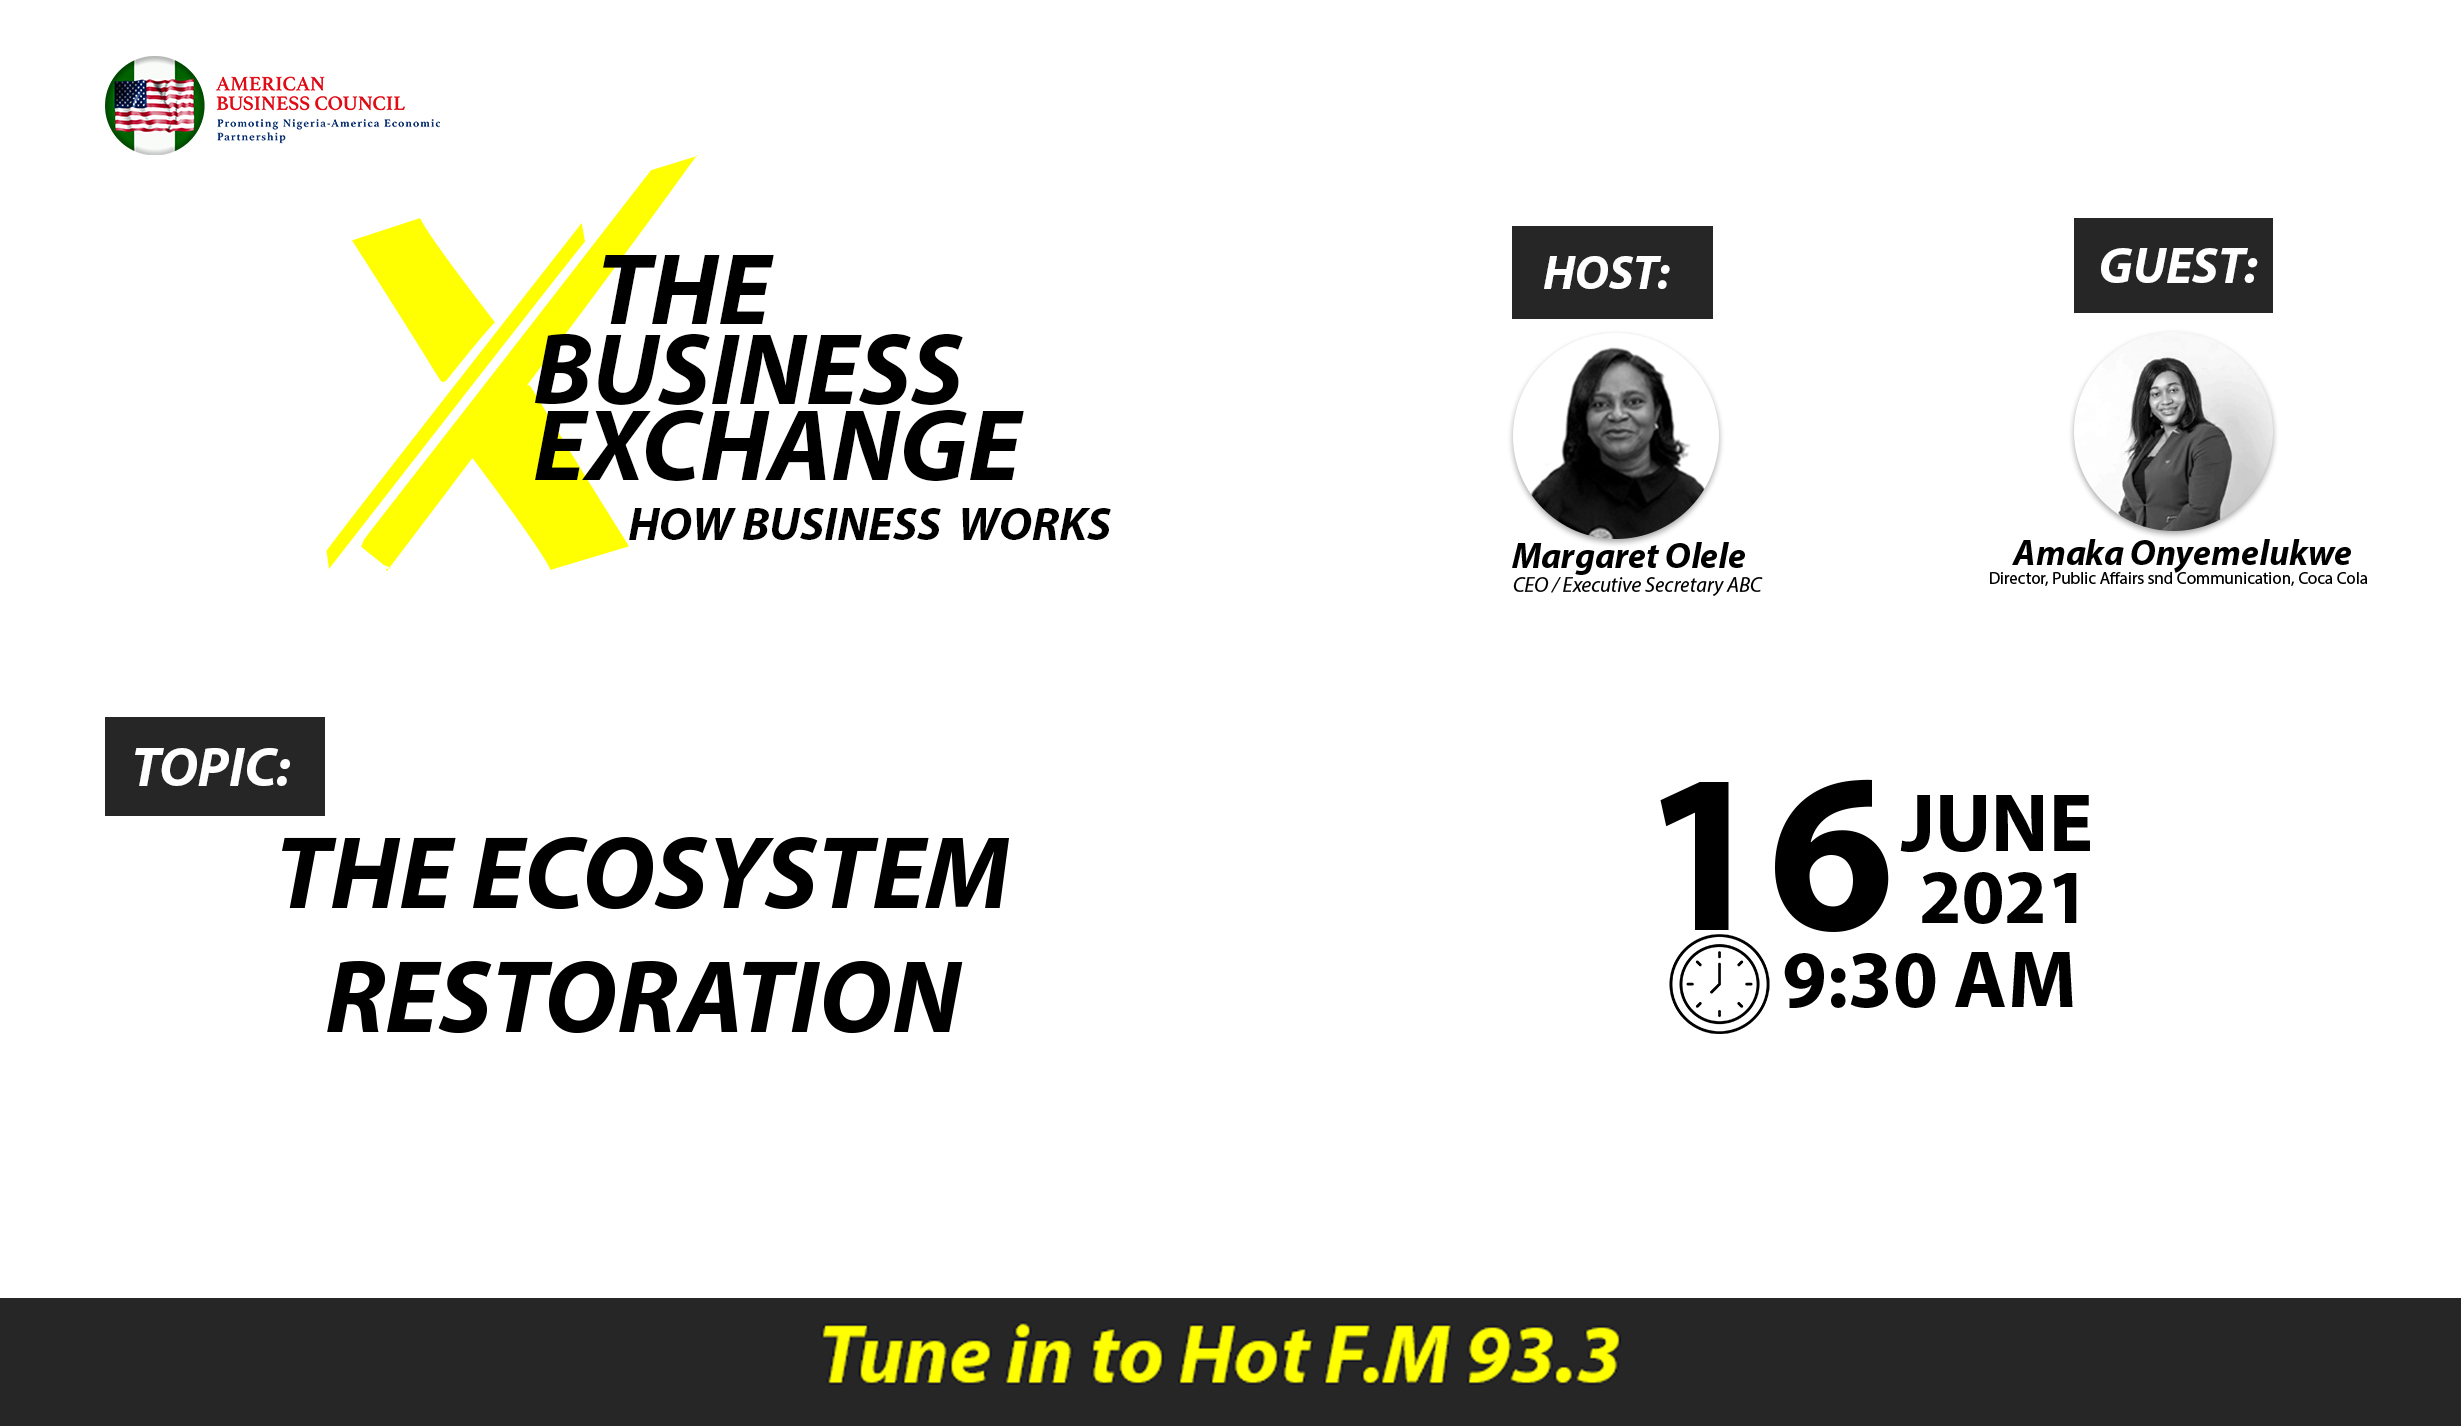 AMERICAN
BUSINESS COUNCIL
Promoting Nigeria-America Economic
Partnership
THE
BUSINESS
EXCHANGE
HOW BUSINESS WORKS
HOST:
Margaret Olele
CEO / Executive Secretary ABC
GUEST:
Amaka Onyemelukwe
Director, Public Affairs snd Communication, Coca Cola
TOPIC:
THE ECOSYSTEM
RESTORATION
16 JUNE
2021
9:30 AM
Tune in to Hot F.M 93.3